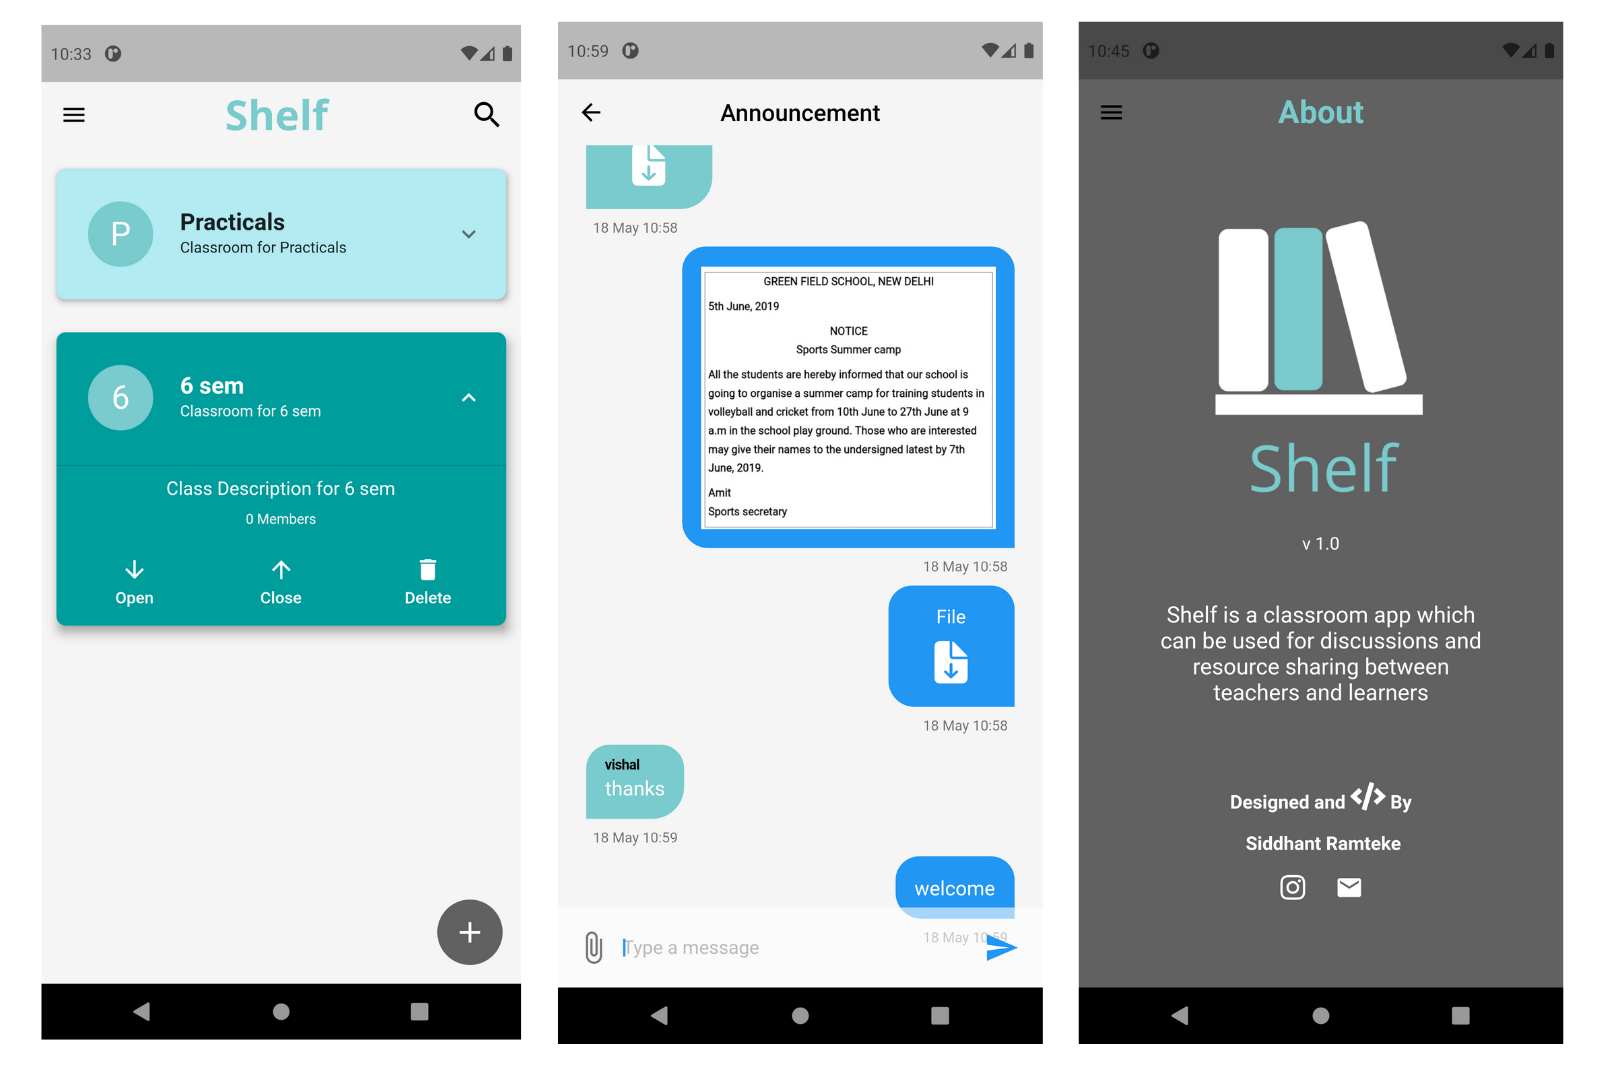 10:33
Shelf
P
Practicals
Classroom for Practicals
6
6 sem
Classroom for 6 sem
Class Description for 6 sem
0 Members
Open
Close
Delete
10:59
Announcement
18 May 10:58
GREEN FIELD SCHOOL, NEW DELHI
5th June, 2019
NOTICE
Sports Summer camp
All the students are hereby informed that our school is
going to organise a summer camp for training students in
volleyball and cricket from 10th June to 27th June at 9
a.m in the school play ground. Those who are interested
may give their names to the undersigned latest by 7th
June, 2019.
Amit
Sports secretary
18 May 10:58
File
18 May 10:58
vishal
thanks
18 May 10:59
welcome
18 May 10:59
Type a message
10:45
About
Shelf
v 1.0
Shelf is a classroom app which
can be used for discussions and
resource sharing between
teachers and learners
Designed and </> By
Siddhant Ramteke